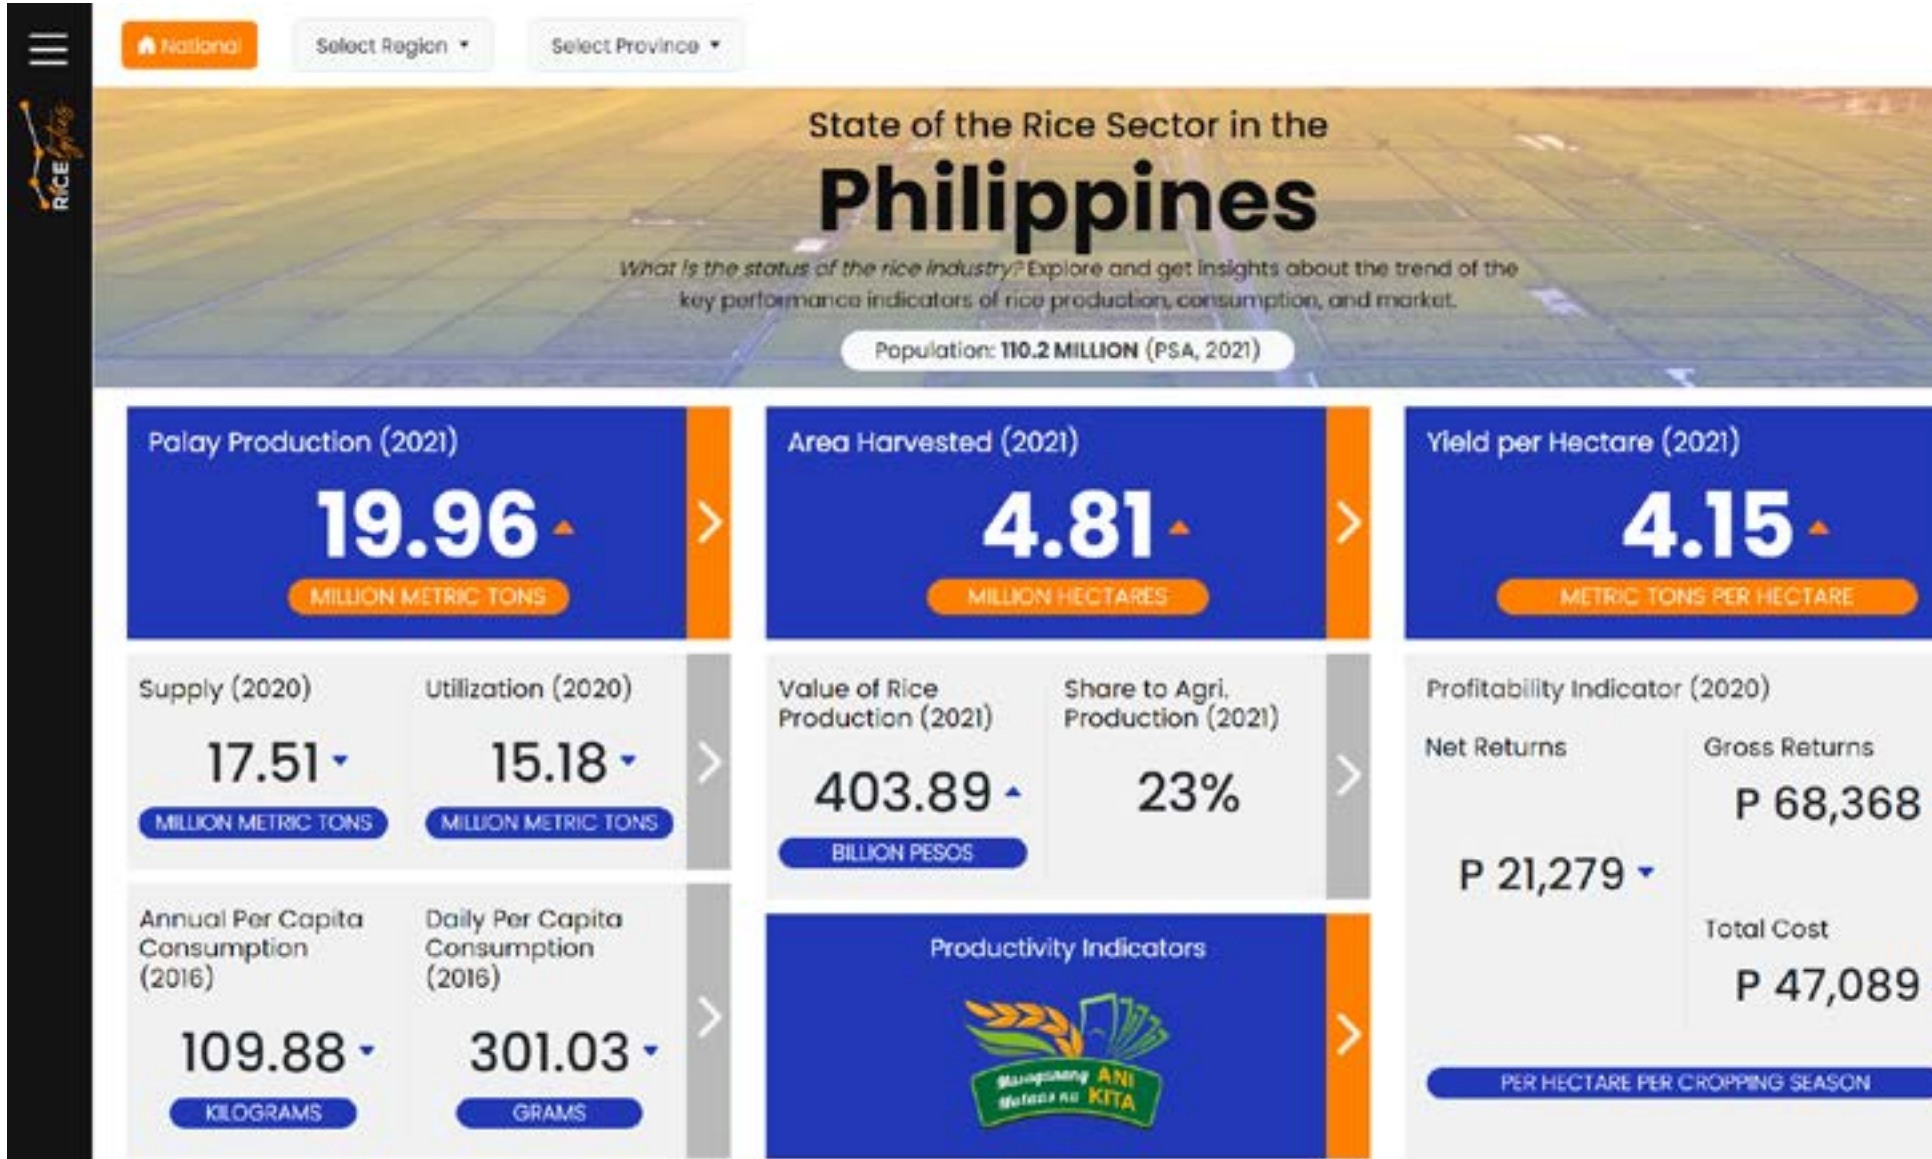 National
Select Region
Select Province
RICElytics
State of the Rice Sector in the
Philippines
What is the status of the rice industry? Explore and get insights about the trend of the
key performance indicators of rice production, consumption, and market.
Population: 110.2 MILLION (PSA, 2021)
Palay Production (2021)
19.96
MILLION METRIC TONS
Area Harvested (2021)
4.81
MILLION HECTARES
Yield per Hectare (2021)
4.15
METRIC TONS PER HECTARE
Supply (2020)
17.51
MILLION METRIC TONS
Utilization (2020)
15.18
MILLION METRIC TONS
Value of Rice
Production (2021)
403.89
BILLION PESOS
Share to Agri.
Production (2021)
23%
Profitability Indicator (2020)
Net Returns
P 21,279
Gross Returns
P 68,368
Total Cost
P 47,089
PER HECTARE PER CROPPING SEASON
Annual Per Capita
Consumption
(2016)
109.88
KILOGRAMS
Daily Per Capita
Consumption
(2016)
301.03
GRAMS
Productivity Indicators
Masaganang ANI
Mataas na KITA